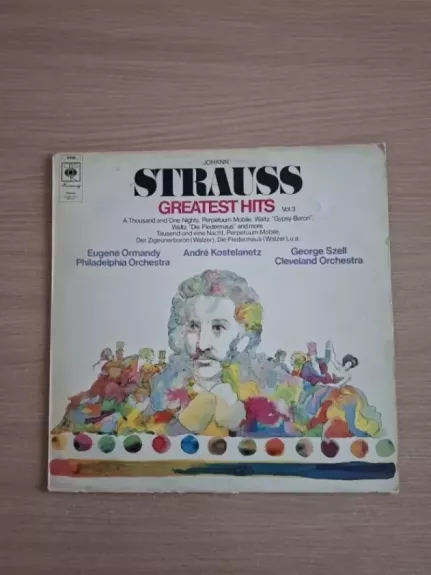 CBS
JOHANN
STRAUSS
GREATEST HITS Vol 3
A Thousand and One Nights, Perpetuum Mobile, Waltz "Gypsy Baron",
Waltz "Die Fledermaus" and more
Tausend und eine Nacht, Perpetuum Mobile,
Der Zigeunerbaron (Walzer), Die Fledermaus (Walzer) u.a.
Eugene Ormandy André Kostelanetz George Szell
Philadelphia Orchestra Cleveland Orchestra